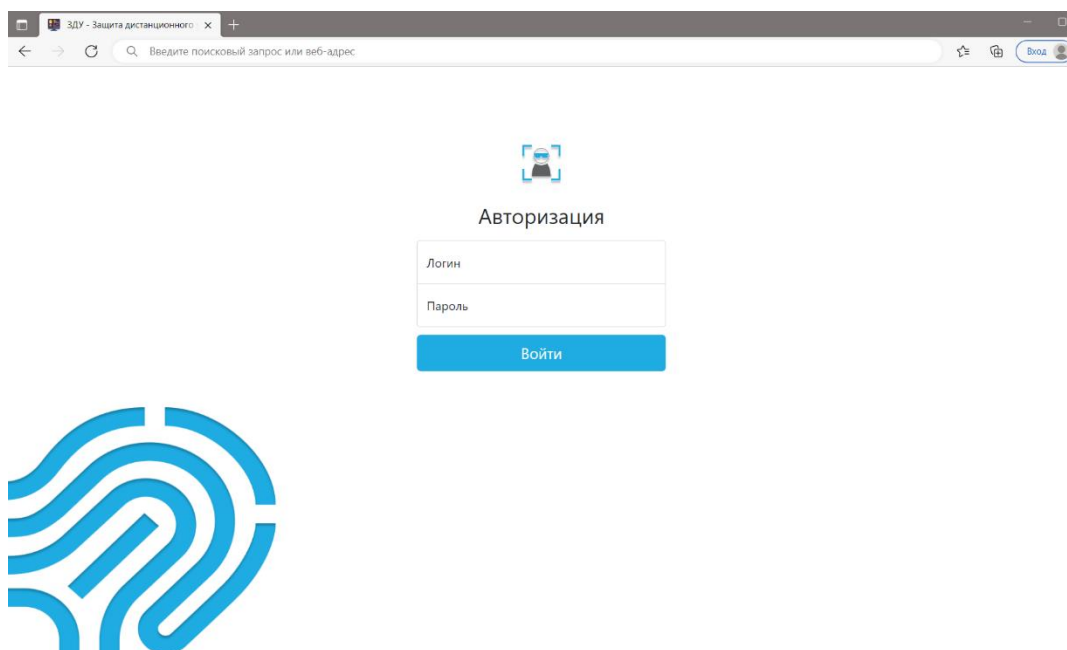 ЗДУ - Защита дистанционного
Введите поисковый запрос или веб-адрес
Вход
Авторизация
Логин
Пароль
Войти